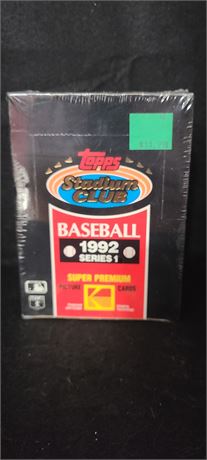 Topps
Stadium
CLUB
BASEBALL
1992
SERIES 1
SUPER PREMIUM
PICTURE CARDS